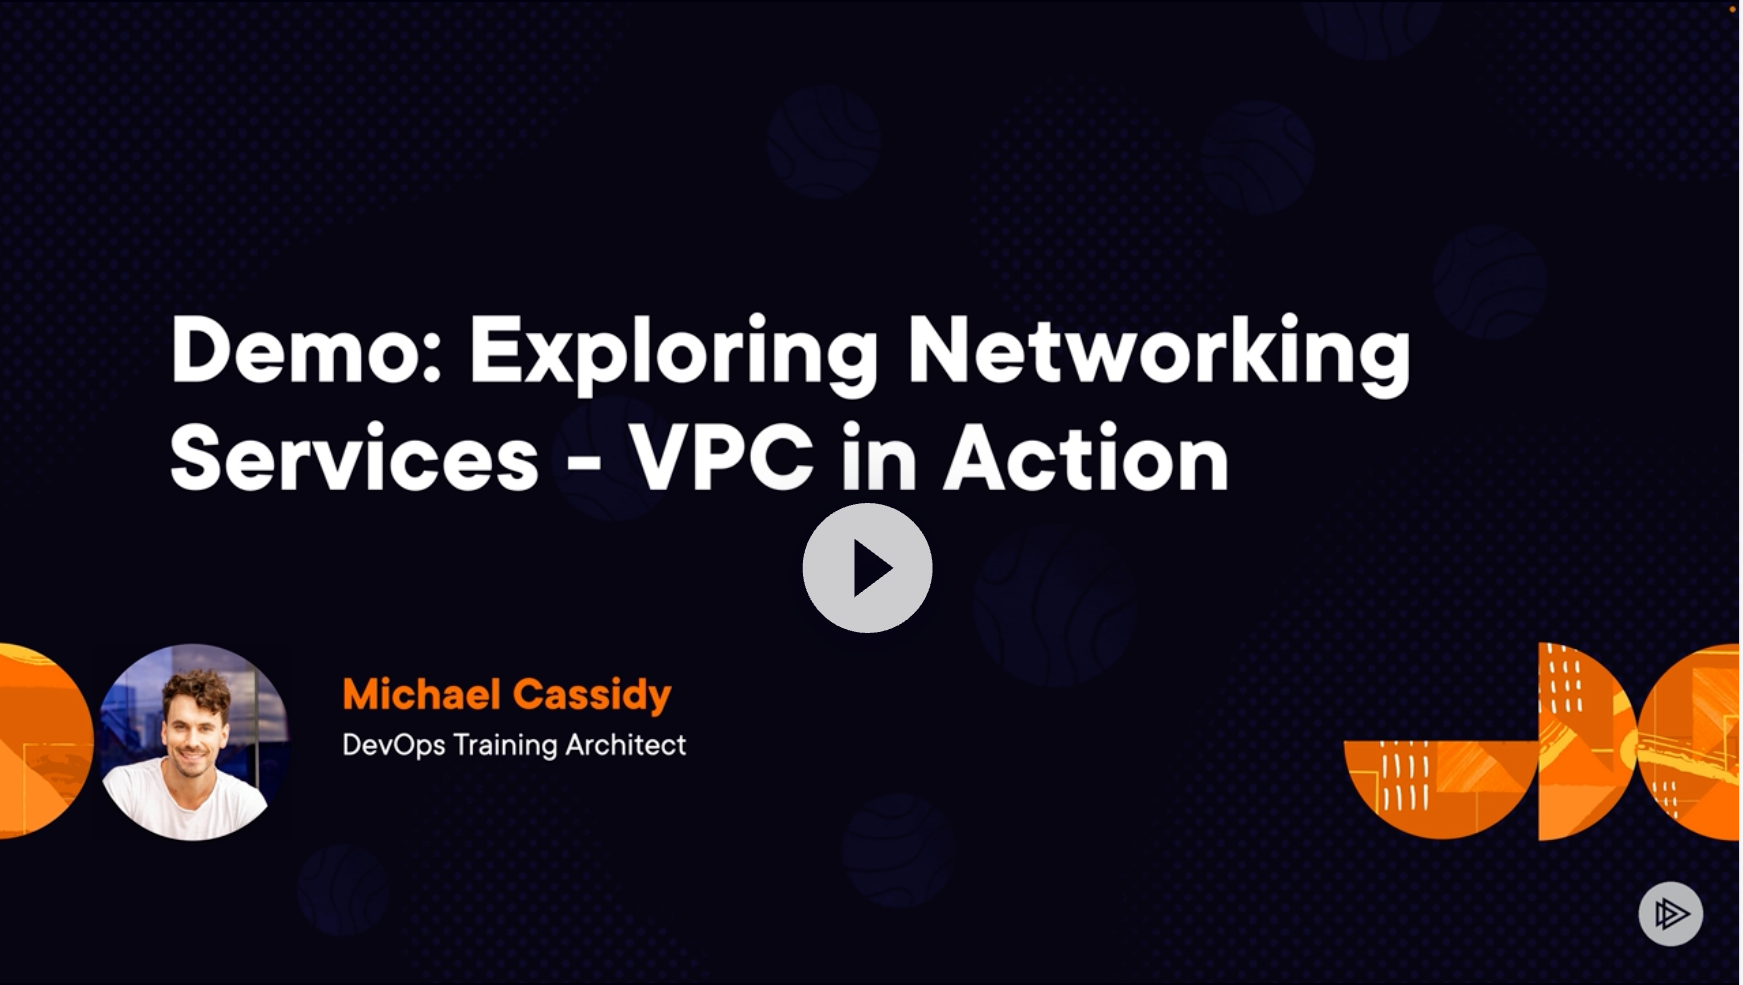 Demo: Exploring Networking
Services - VPC in Action
Michael Cassidy
DevOps Training Architect